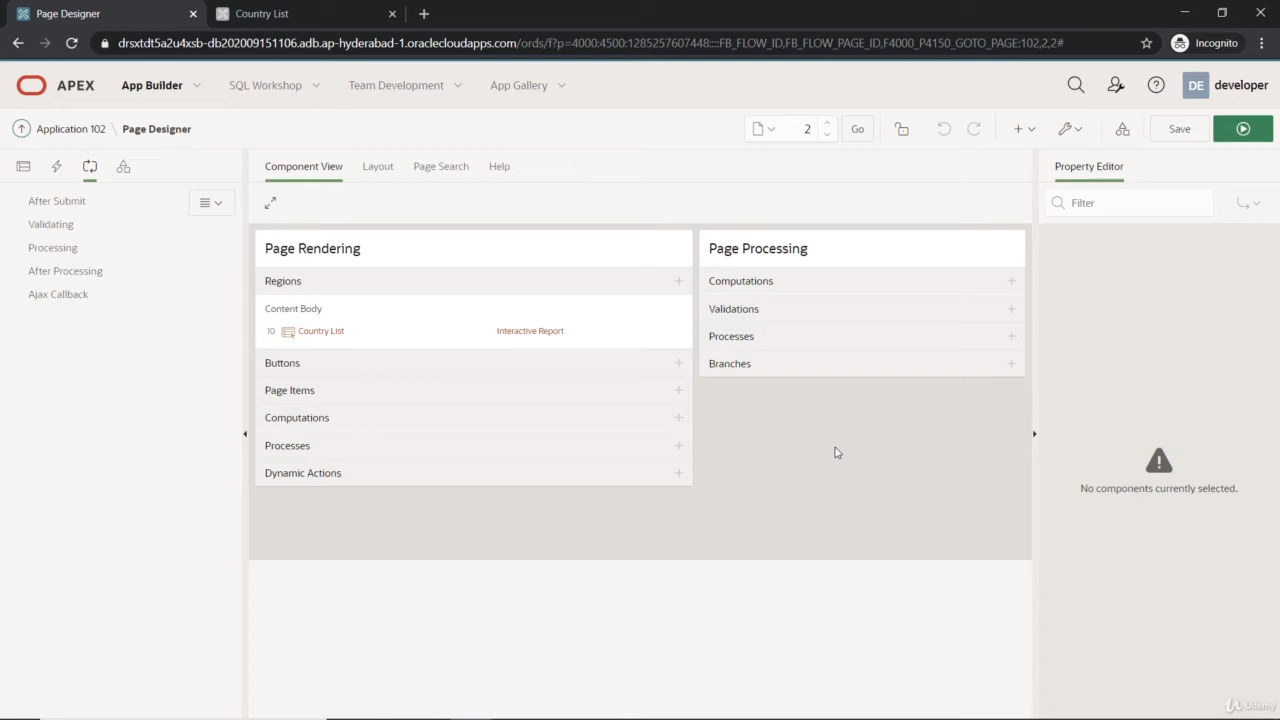 Page Designer
Country List
drsxtdt5a2u4xsb-db202009151106.adb.ap-hyderabad-1.oraclecloudapps.com/ords/f?p=4000:4500:1285257607448::::FB_FLOW_ID,FB_FLOW_PAGE_ID,F4000_P4150_GOTO_PAGE:102,2,2#
Incognito
APEX
App Builder
SQL Workshop
Team Development
App Gallery
DE
developer
Application 102 \ Page Designer
2
Go
Save
Component View
Layout
Page Search
Help
Property Editor
After Submit
Validating
Processing
After Processing
Ajax Callback
Filter
Page Rendering
Regions
Content Body
10 Country List Interactive Report
Buttons
Page Items
Computations
Processes
Dynamic Actions
Page Processing
Computations
Validations
Processes
Branches
No components currently selected.
Udemy